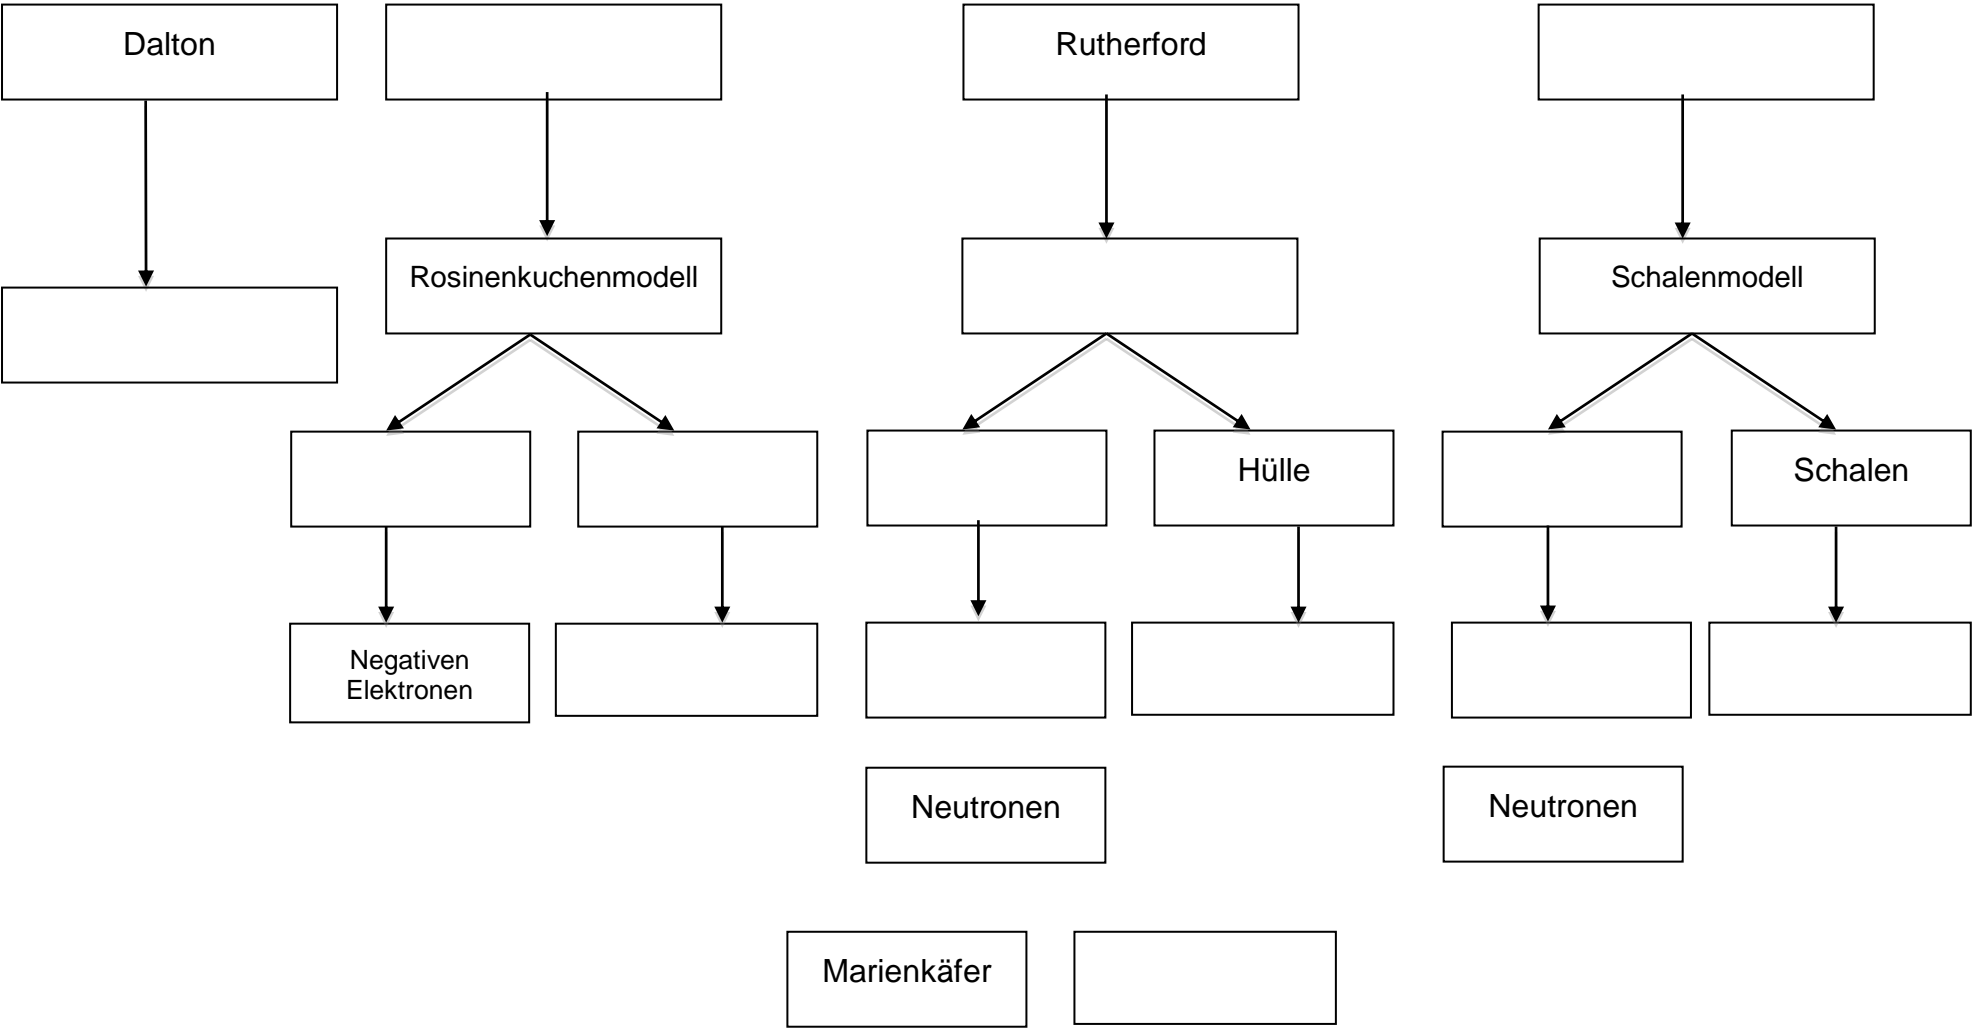 Dalton
Rutherford
Rosinenkuchenmodell
Schalenmodell
Hülle
Schalen
Negativen
Elektronen
Neutronen
Neutronen
Marienkäfer